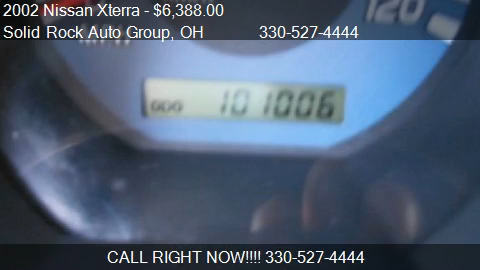 2002 Nissan Xterra - $6,388.00
Solid Rock Auto Group, OH 330-527-4444
120
ODO 101006
CALL RIGHT NOW!!!! 330-527-4444